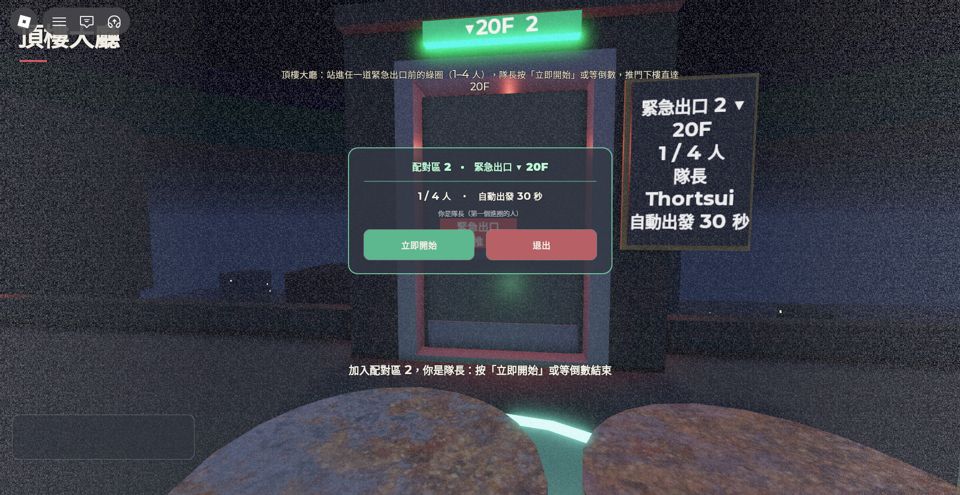 頂樓大廳
▼20F 2
頂樓大廳：站進任一道緊急出口前的綠圈（1–4 人），隊長按「立即開始」或等倒數，推門下樓直達
20F
緊急出口 2 ▼
20F
1 / 4 人
隊長
Thortsui
自動出發 30 秒
配對區 2 • 緊急出口 ▼ 20F
1 / 4 人 • 自動出發 30 秒
你是隊長（第一個進圈的人）
緊急出口
推
立即開始
退出
加入配對區 2，你是隊長：按「立即開始」或等倒數結束